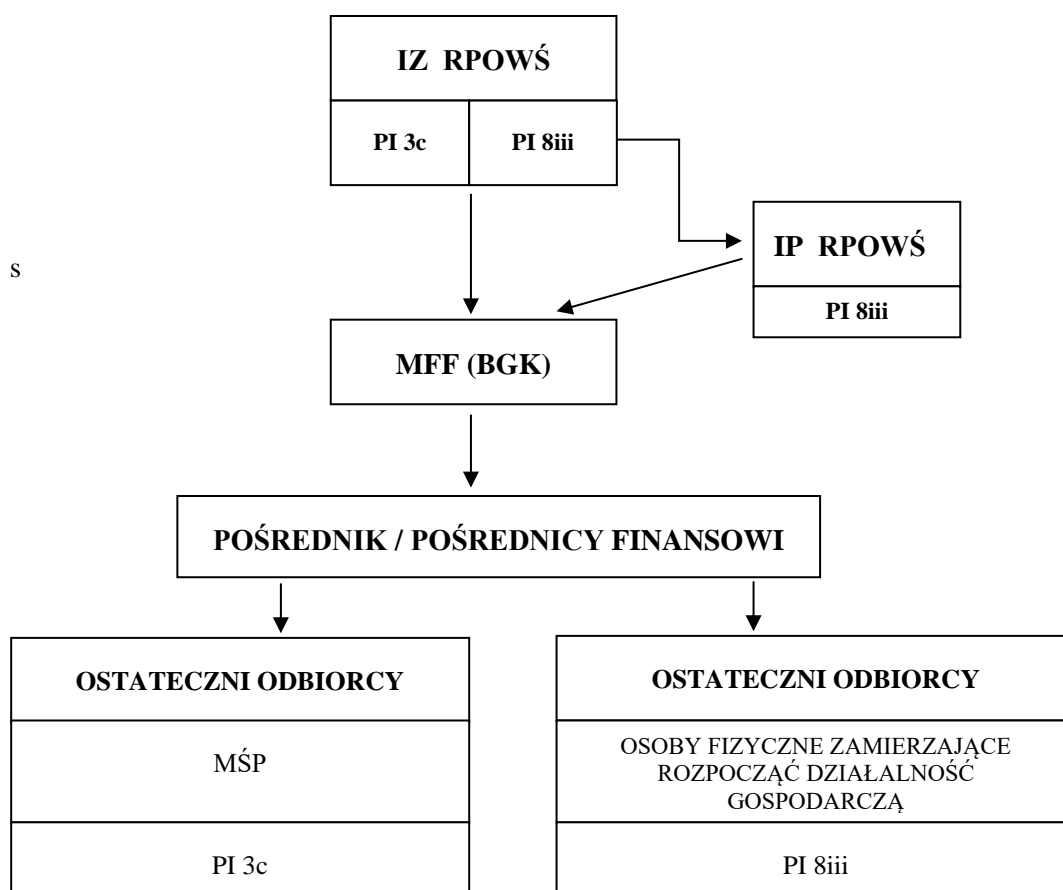 IZ RPOWŚ
PI 3c
PI 8iii
IP RPOWŚ
PI 8iii
s
MFF (BGK)
POŚREDNIK / POŚREDNICY FINANSOWI
OSTATECZNI ODBIORCY
MŚP
PI 3c
OSTATECZNI ODBIORCY
OSOBY FIZYCZNE ZAMIERZAJĄCE
ROZPOCZĄĆ DZIAŁALNOŚĆ
GOSPODARCZĄ
PI 8iii